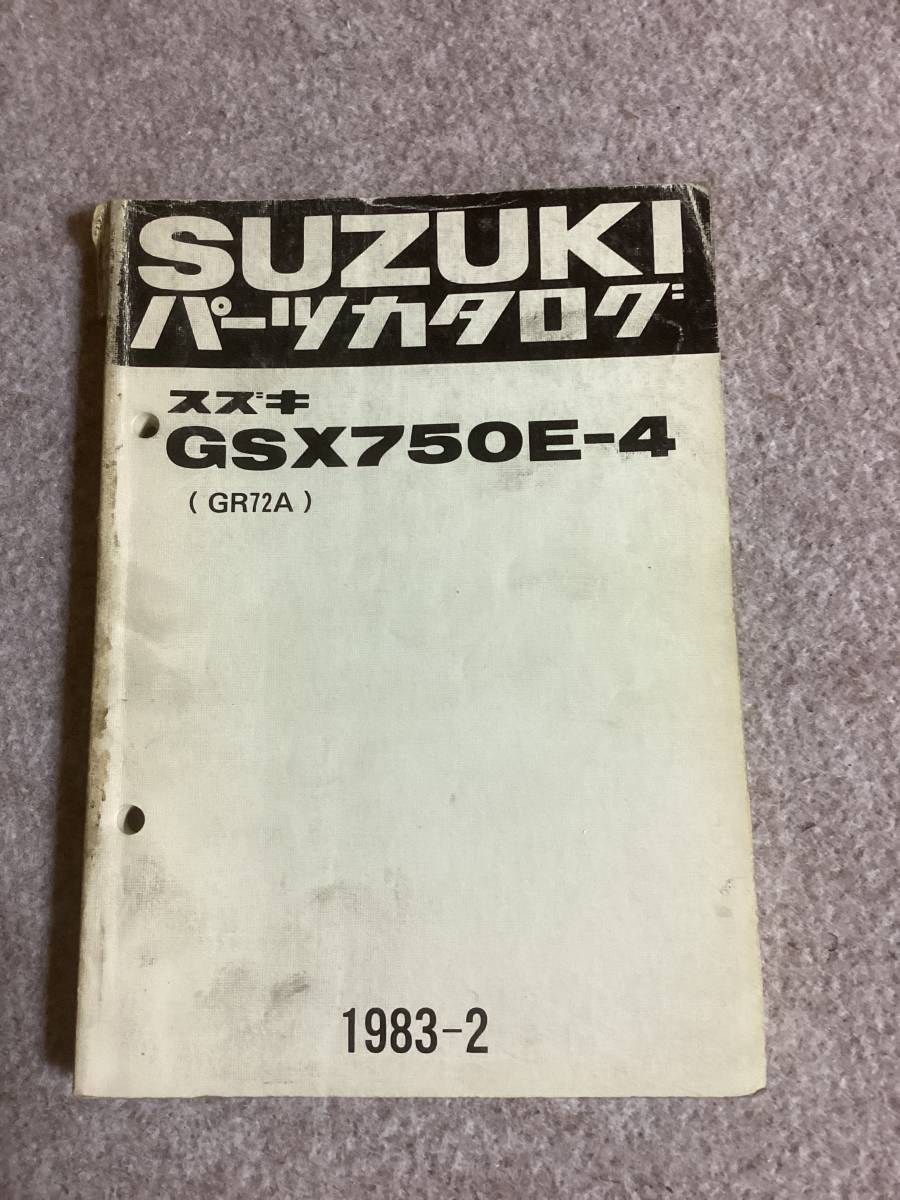 SUZUKI
パーツカタログ
スズキ
GSX750E-4
( GR72A )
1983-2